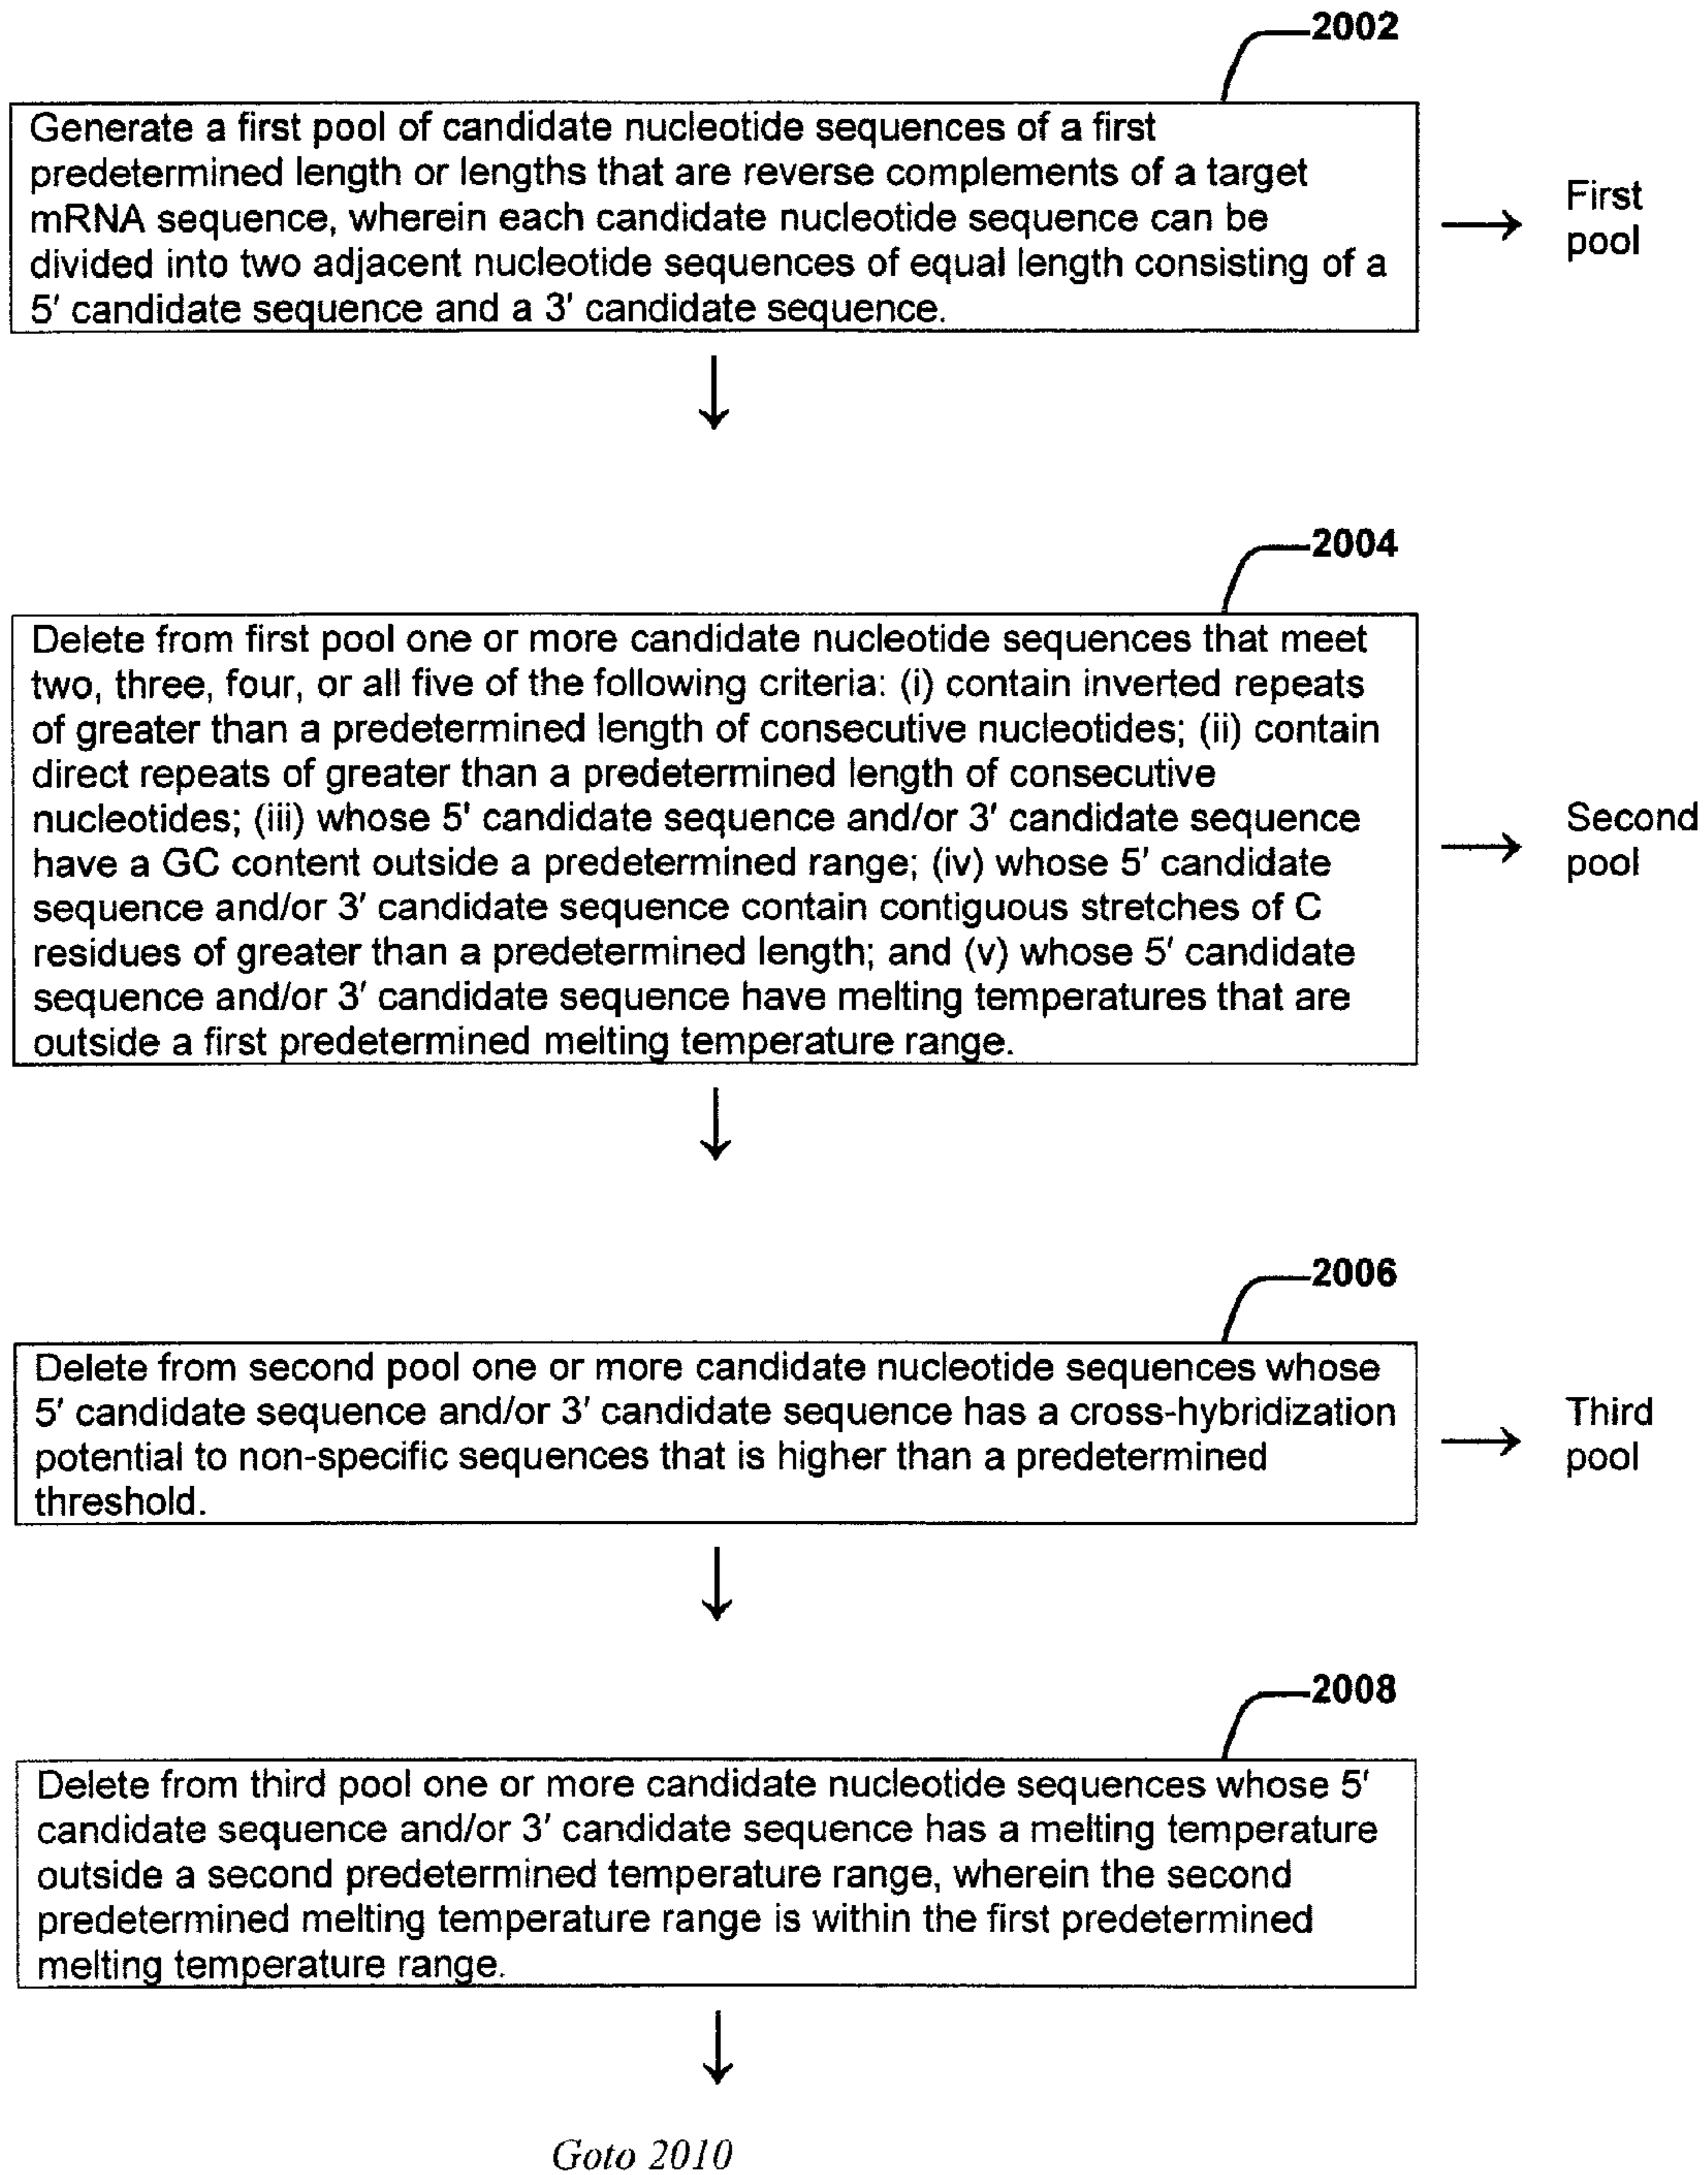 2002
Generate a first pool of candidate nucleotide sequences of a first
predetermined length or lengths that are reverse complements of a target
mRNA sequence, wherein each candidate nucleotide sequence can be
divided into two adjacent nucleotide sequences of equal length consisting of a
5' candidate sequence and a 3' candidate sequence.
First
pool
2004
Delete from first pool one or more candidate nucleotide sequences that meet
two, three, four, or all five of the following criteria: (i) contain inverted repeats
of greater than a predetermined length of consecutive nucleotides; (ii) contain
direct repeats of greater than a predetermined length of consecutive
nucleotides; (iii) whose 5' candidate sequence and/or 3' candidate sequence
have a GC content outside a predetermined range; (iv) whose 5' candidate
sequence and/or 3' candidate sequence contain contiguous stretches of C
residues of greater than a predetermined length; and (v) whose 5' candidate
sequence and/or 3' candidate sequence have melting temperatures that are
outside a first predetermined melting temperature range.
Second
pool
2006
Delete from second pool one or more candidate nucleotide sequences whose
5' candidate sequence and/or 3' candidate sequence has a cross-hybridization
potential to non-specific sequences that is higher than a predetermined
threshold.
Third
pool
2008
Delete from third pool one or more candidate nucleotide sequences whose 5'
candidate sequence and/or 3' candidate sequence has a melting temperature
outside a second predetermined temperature range, wherein the second
predetermined melting temperature range is within the first predetermined
melting temperature range.
Goto 2010